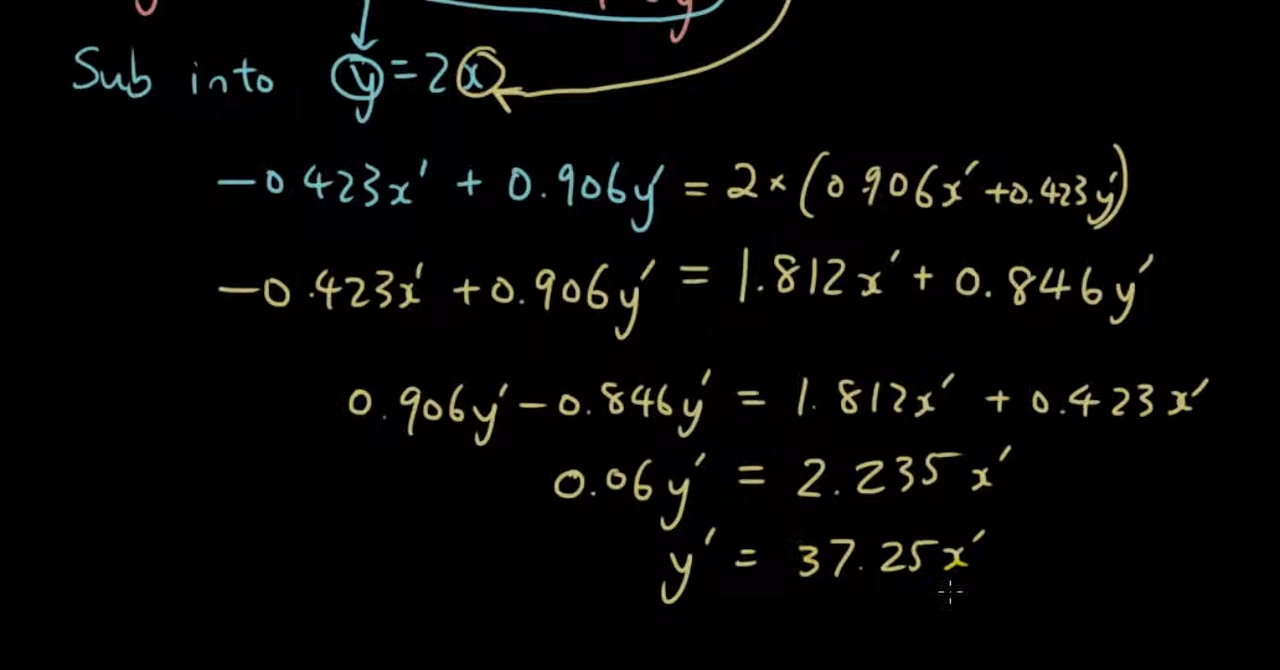 Sub into y = 2x
-0.423x' + 0.906y' = 2 × (0.906x' + 0.423y')
-0.423x' + 0.906y' = 1.812x' + 0.846y'
0.906y' - 0.846y' = 1.812x' + 0.423x'
0.06y' = 2.235x'
y' = 37.25x'